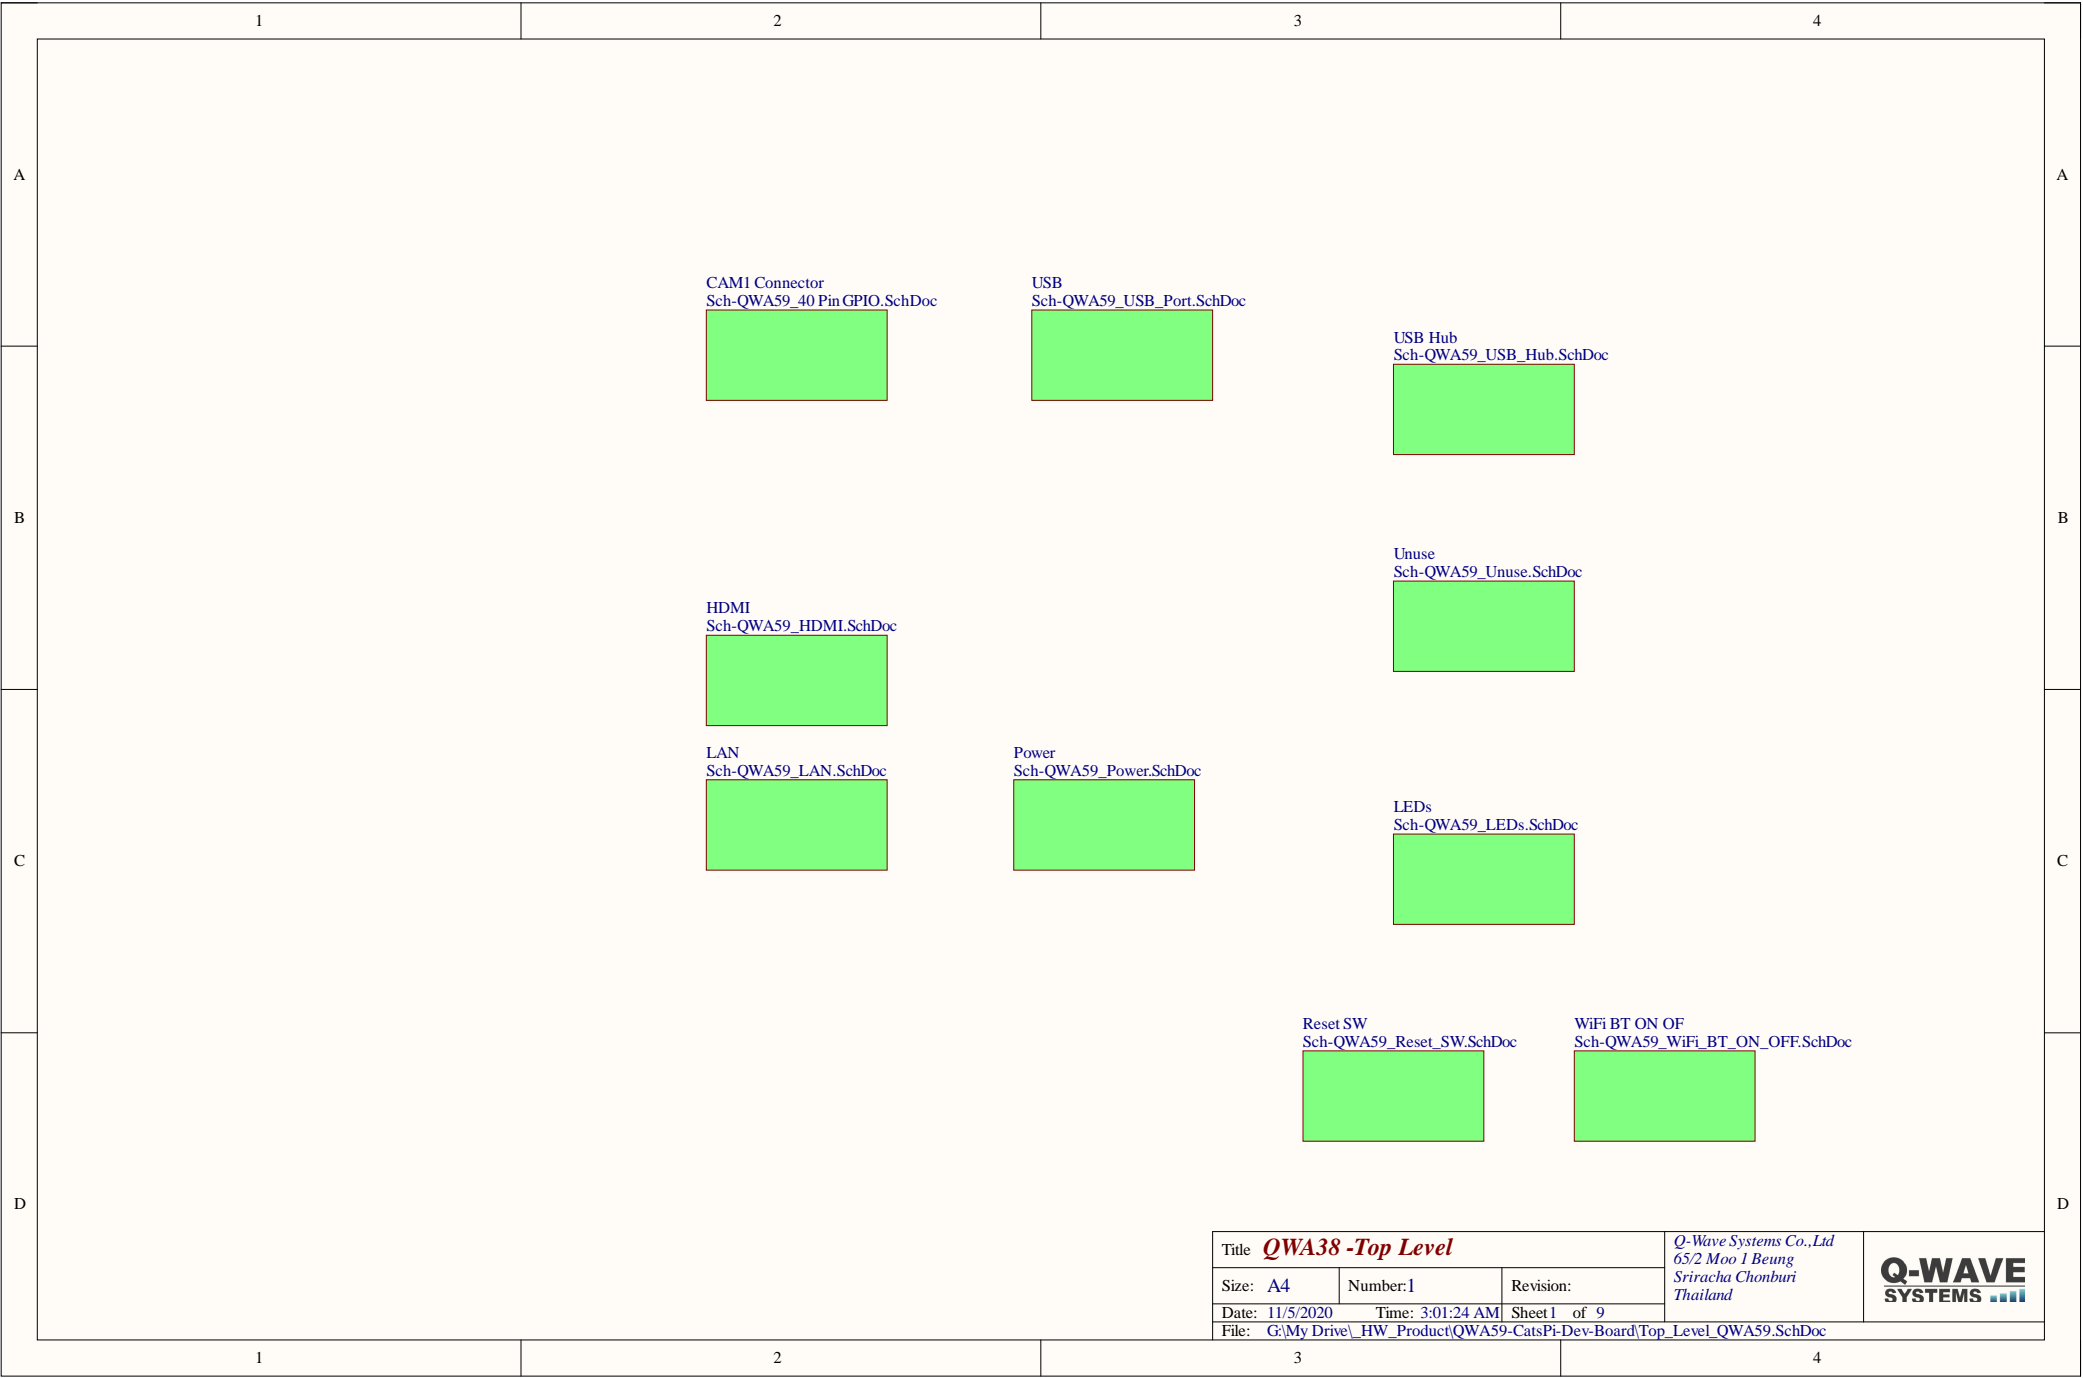 1 2 3 4
A A
CAM1 Connector
Sch-QWA59_40 Pin GPIO.SchDoc
USB
Sch-QWA59_USB_Port.SchDoc
USB Hub
Sch-QWA59_USB_Hub.SchDoc
B B
Unuse
Sch-QWA59_Unuse.SchDoc
HDMI
Sch-QWA59_HDMI.SchDoc
LAN
Sch-QWA59_LAN.SchDoc
Power
Sch-QWA59_Power.SchDoc
LEDs
Sch-QWA59_LEDs.SchDoc
C C
Reset SW
Sch-QWA59_Reset_SW.SchDoc
WiFi BT ON OF
Sch-QWA59_WiFi_BT_ON_OFF.SchDoc
D D
Title QWA38 -Top Level
Size: A4 Number:1 Revision:
Date: 11/5/2020 Time: 3:01:24 AM Sheet 1 of 9
File: G:\My Drive\_HW_Product\QWA59-CatsPi-Dev-Board\Top_Level_QWA59.SchDoc
Q-Wave Systems Co.,Ltd
65/2 Moo 1 Beung
Sriracha Chonburi
Thailand
Q-WAVE
SYSTEMS
1 2 3 4